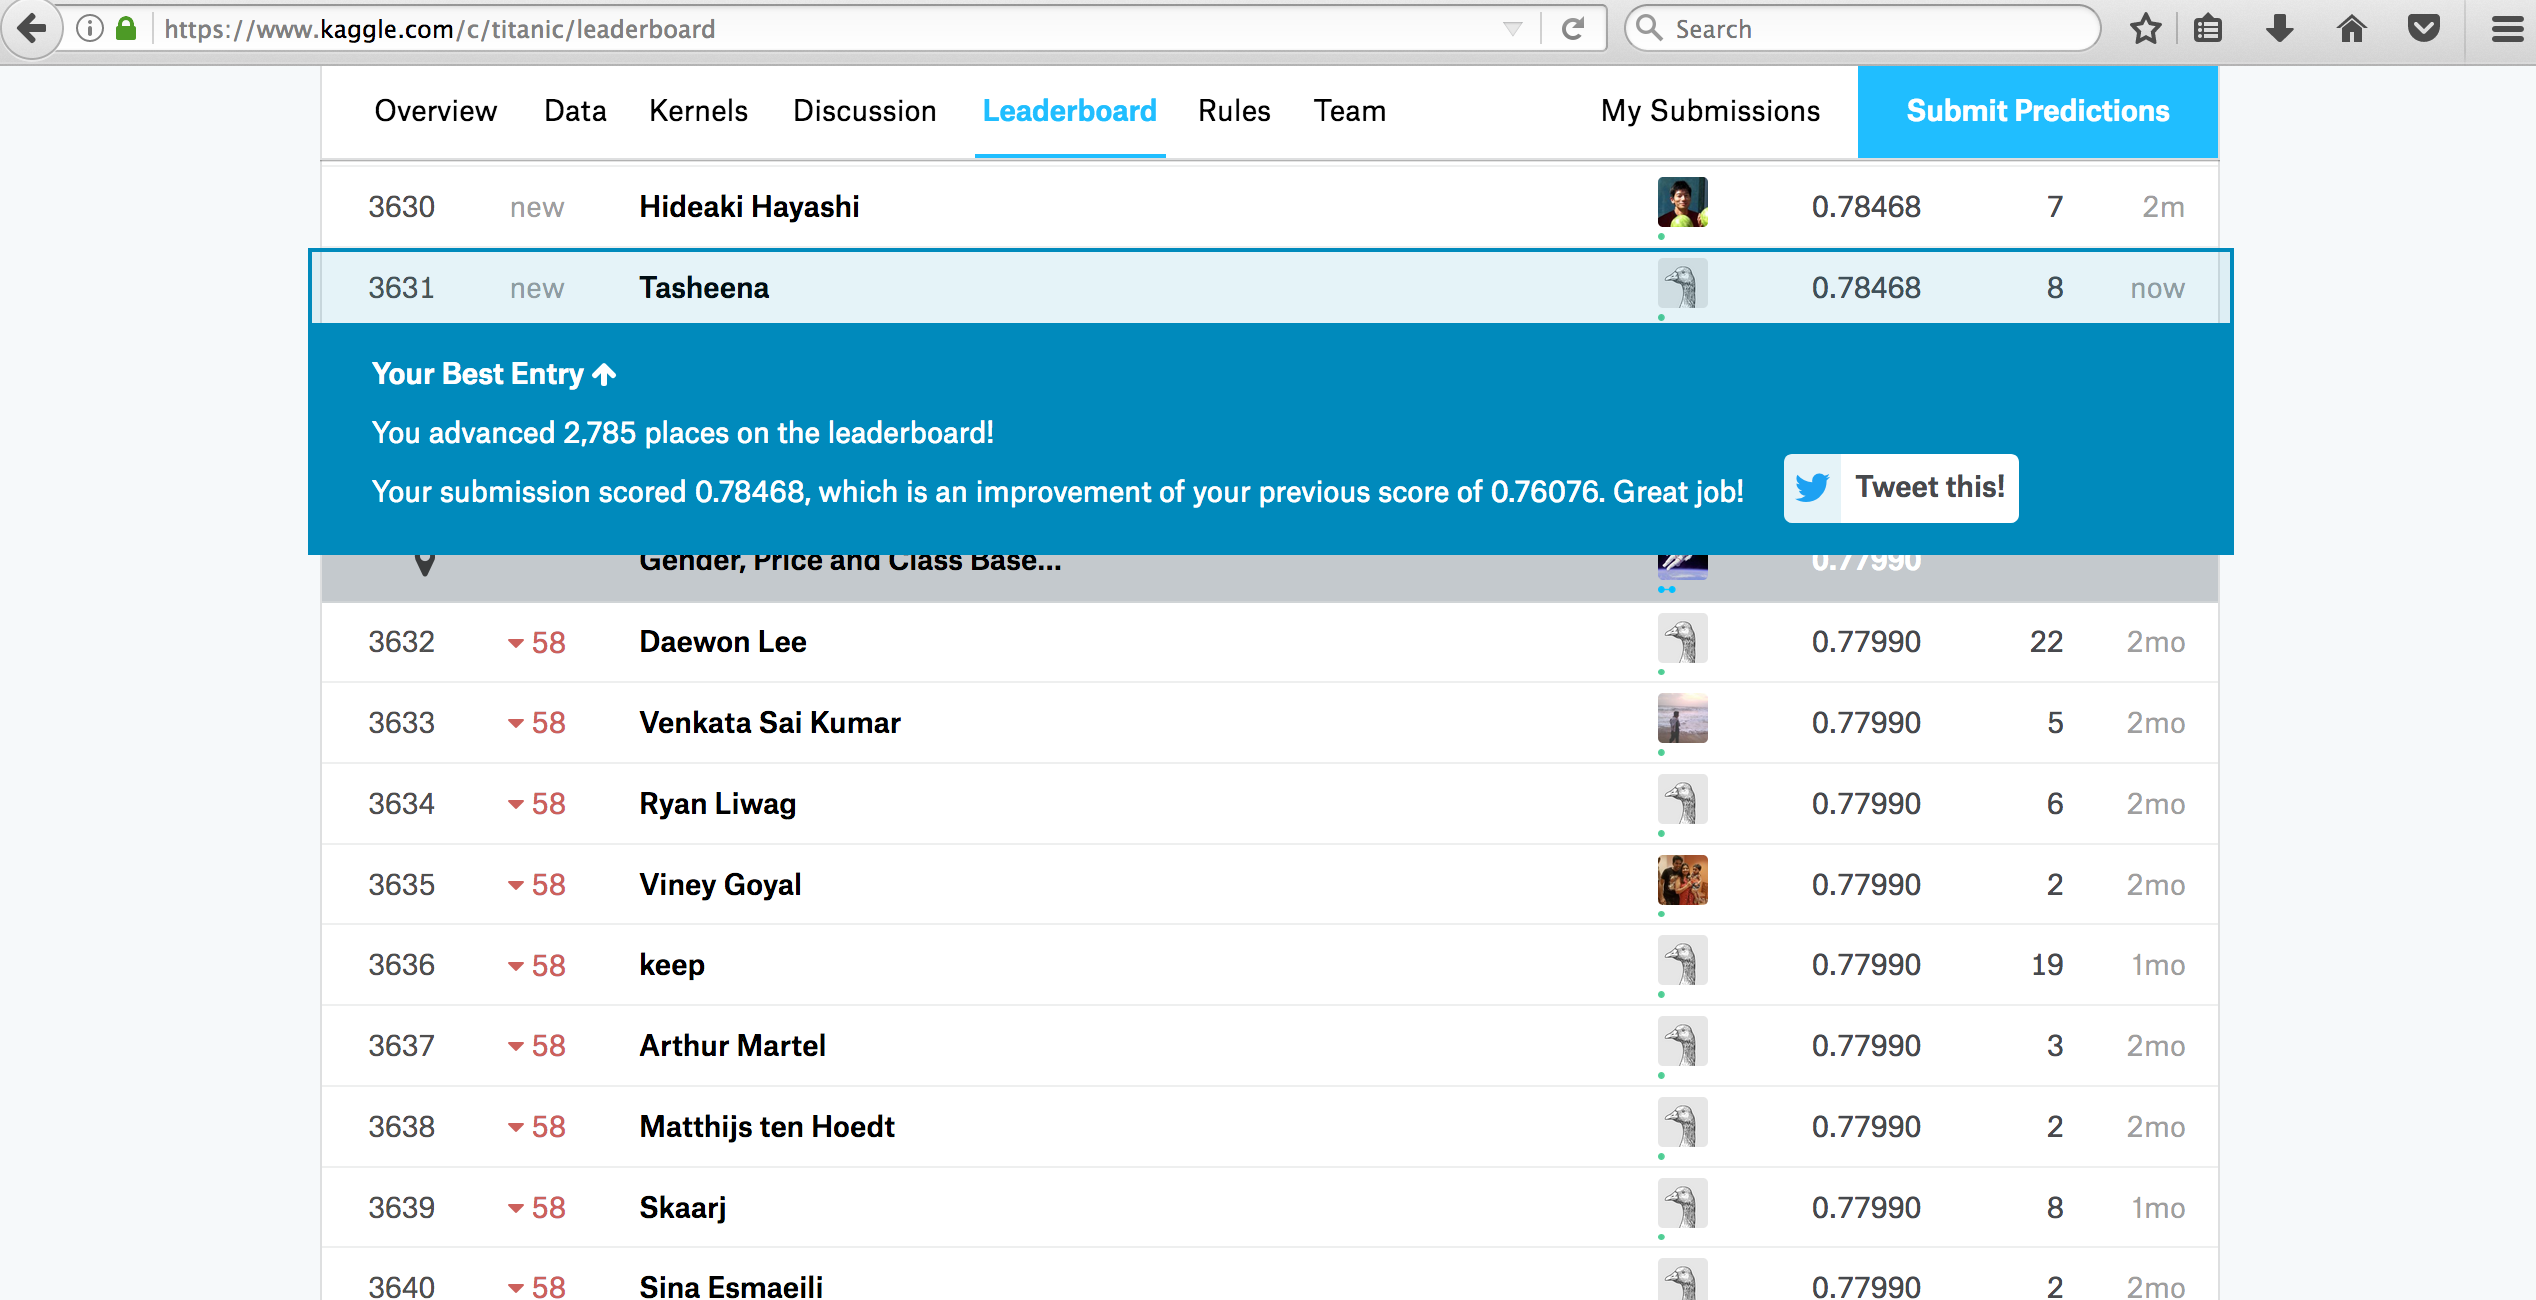 https://www.kaggle.com/c/titanic/leaderboard Search
Overview Data Kernels Discussion Leaderboard Rules Team My Submissions Submit Predictions
3630 new Hideaki Hayashi 0.78468 7 2m
3631 new Tasheena 0.78468 8 now
Your Best Entry
You advanced 2,785 places on the leaderboard!
Your submission scored 0.78468, which is an improvement of your previous score of 0.76076. Great job! Tweet this!
Gender, Price and Class Base... 0.77990
3632 58 Daewon Lee 0.77990 22 2mo
3633 58 Venkata Sai Kumar 0.77990 5 2mo
3634 58 Ryan Liwag 0.77990 6 2mo
3635 58 Viney Goyal 0.77990 2 2mo
3636 58 keep 0.77990 19 1mo
3637 58 Arthur Martel 0.77990 3 2mo
3638 58 Matthijs ten Hoedt 0.77990 2 2mo
3639 58 Skaarj 0.77990 8 1mo
3640 58 Sina Esmaeili 0.77990 2 2mo